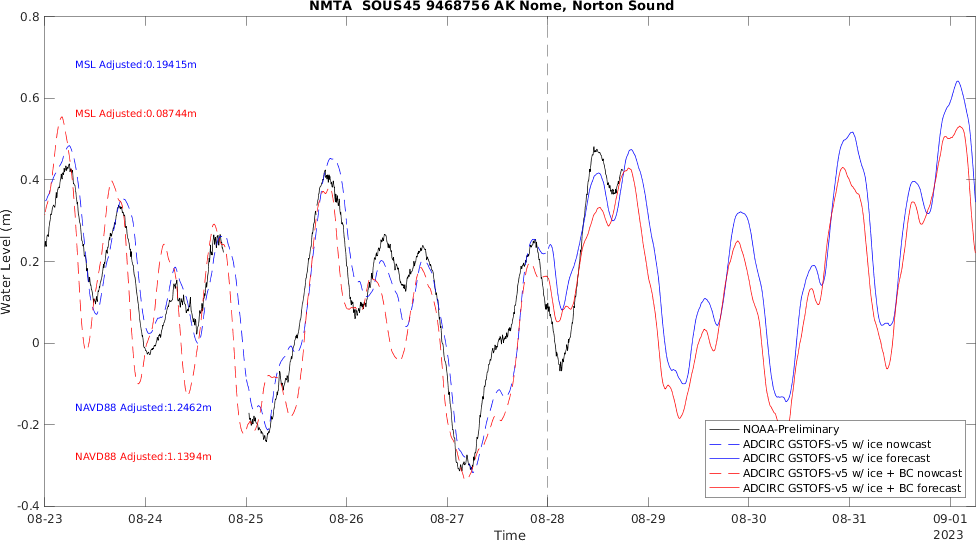 NMTA SOUS45 9468756 AK Nome, Norton Sound
0.8
0.6
0.4
0.2
0
-0.2
-0.4
Water Level (m)
MSL Adjusted:0.19415m
MSL Adjusted:0.08744m
NAVD88 Adjusted:1.2462m
NAVD88 Adjusted:1.1394m
NOAA-Preliminary
ADCIRC GSTOFS-v5 w/ ice nowcast
ADCIRC GSTOFS-v5 w/ ice forecast
ADCIRC GSTOFS-v5 w/ice + BC nowcast
ADCIRC GSTOFS-v5 w/ice + BC forecast
08-23 08-24 08-25 08-26 08-27 08-28 08-29 08-30 08-31 09-01
2023
Time